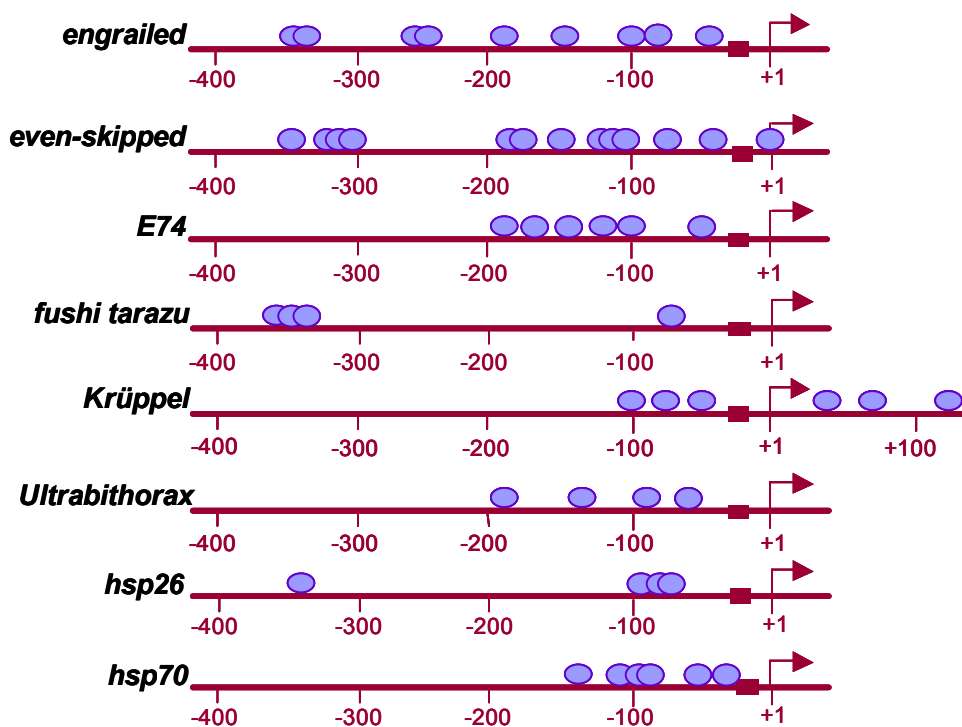 engrailed
-400 -300 -200 -100 +1
even-skipped
-400 -300 -200 -100 +1
E74
-400 -300 -200 -100 +1
fushi tarazu
-400 -300 -200 -100 +1
Krüppel
-400 -300 -200 -100 +1 +100
Ultrabithorax
-400 -300 -200 -100 +1
hsp26
-400 -300 -200 -100 +1
hsp70
-400 -300 -200 -100 +1